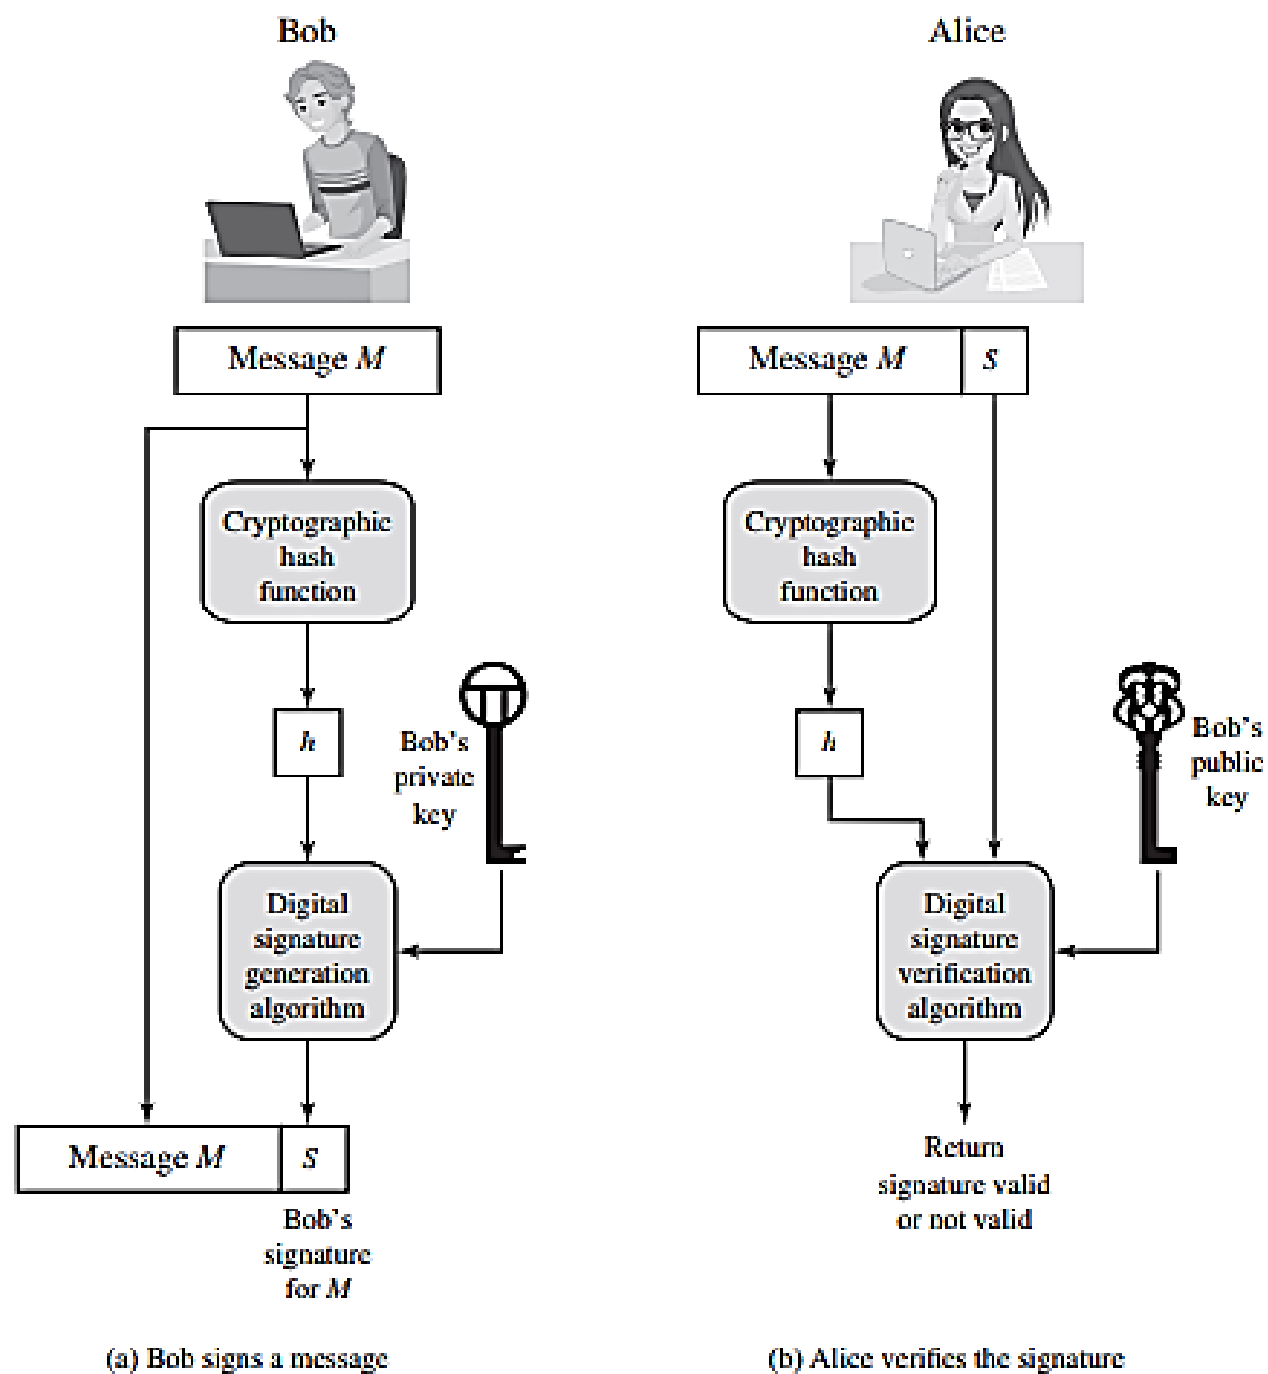 Bob
Message M
Cryptographic
hash
function
h
Bob's
private
key
Digital
signature
generation
algorithm
Message M S
Bob's
signature
for M
(a) Bob signs a message
Alice
Message M S
Cryptographic
hash
function
h
Bob's
public
key
Digital
signature
verification
algorithm
Return
signature valid
or not valid
(b) Alice verifies the signature